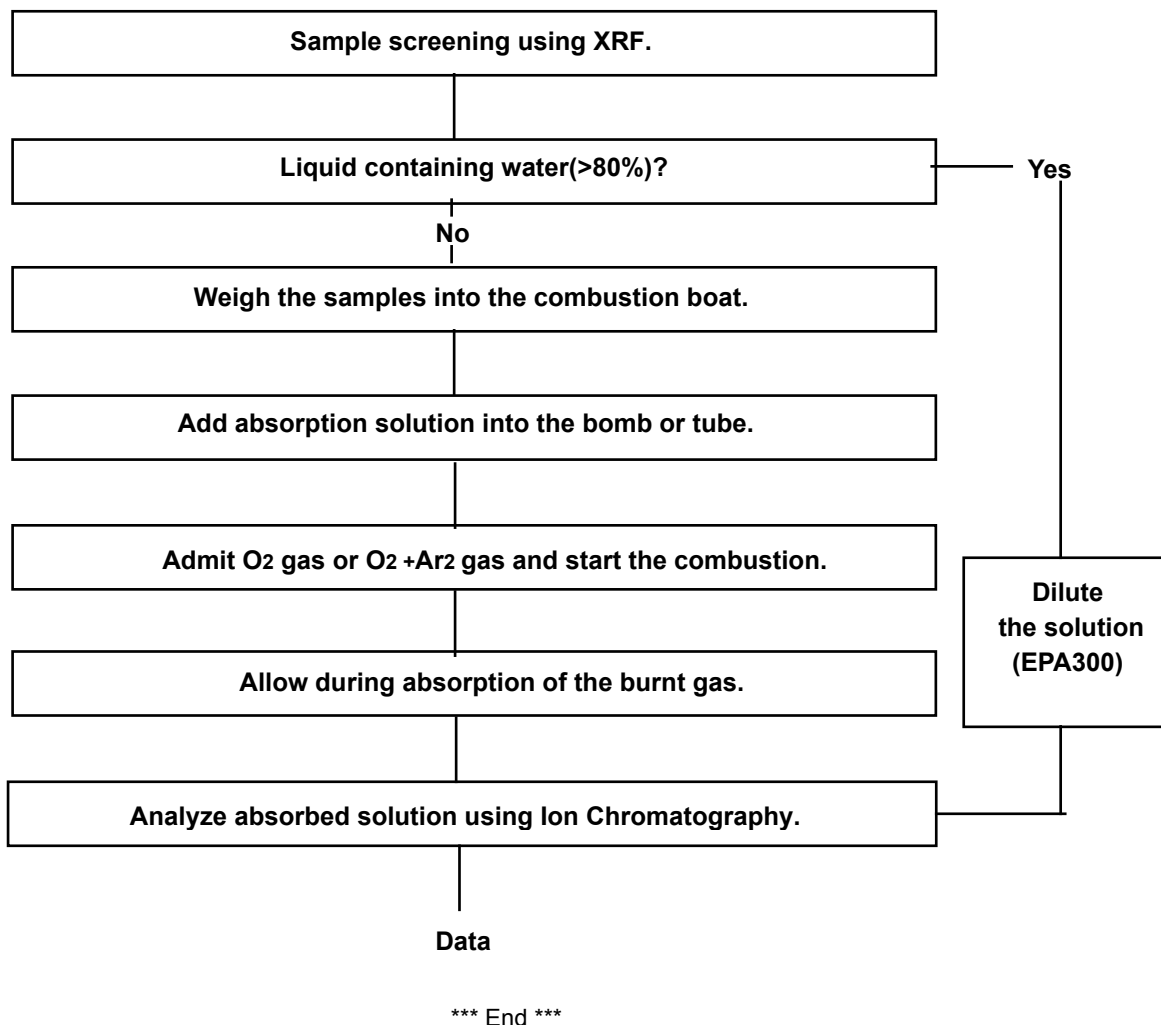 Sample screening using XRF.
Liquid containing water(>80%)?
Yes
No
Weigh the samples into the combustion boat.
Add absorption solution into the bomb or tube.
Admit O2 gas or O2 +Ar2 gas and start the combustion.
Dilute
the solution
(EPA300)
Allow during absorption of the burnt gas.
Analyze absorbed solution using Ion Chromatography.
Data
*** End ***